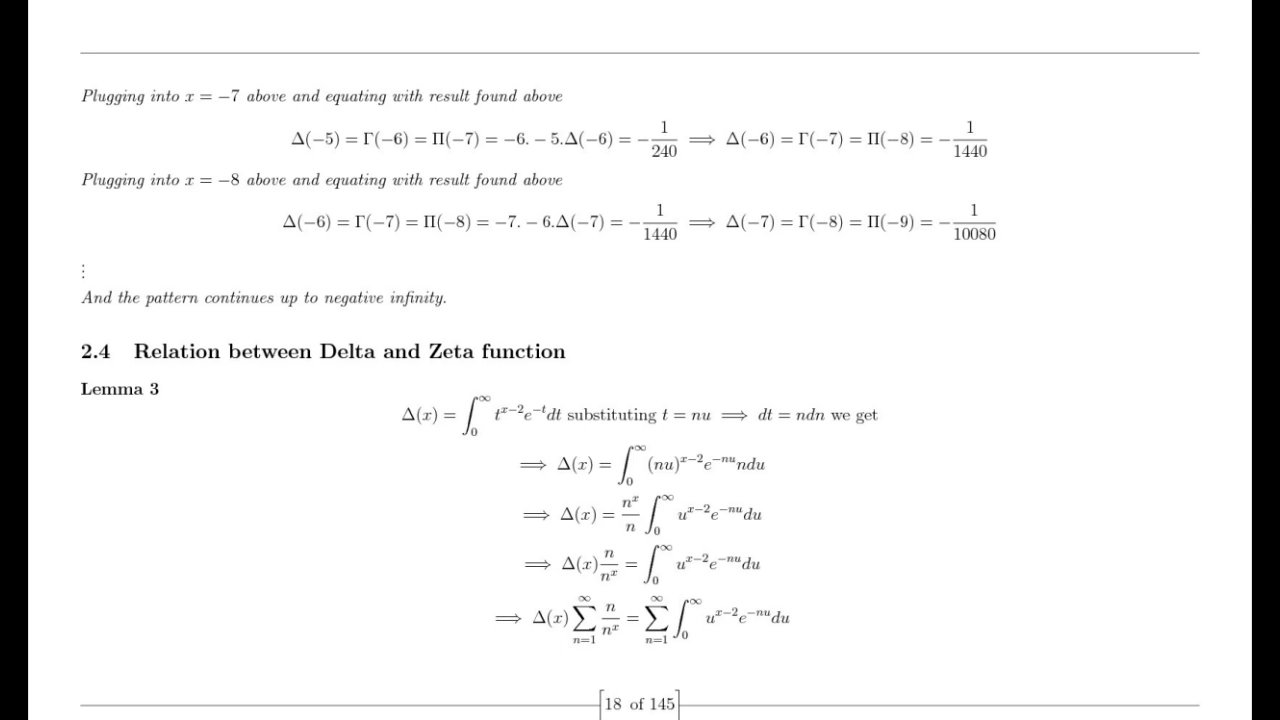 Plugging into x = −7 above and equating with result found above
Δ(−5) = Γ(−6) = Π(−7) = −6. − 5.Δ(−6) = −1/240 ⟹ Δ(−6) = Γ(−7) = Π(−8) = −1/1440
Plugging into x = −8 above and equating with result found above
Δ(−6) = Γ(−7) = Π(−8) = −7. − 6.Δ(−7) = −1/1440 ⟹ Δ(−7) = Γ(−8) = Π(−9) = −1/10080
⋮
And the pattern continues up to negative infinity.
2.4 Relation between Delta and Zeta function
Lemma 3
Δ(x) = ∫₀^∞ t^{x−2}e^{−t}dt substituting t = nu ⟹ dt = ndn we get
⟹ Δ(x) = ∫₀^∞ (nu)^{x−2}e^{−nu}ndu
⟹ Δ(x) = n^x/n ∫₀^∞ u^{x−2}e^{−nu}du
⟹ Δ(x) n/n^x = ∫₀^∞ u^{x−2}e^{−nu}du
⟹ Δ(x) ∑_{n=1}^∞ n/n^x = ∑_{n=1}^∞ ∫₀^∞ u^{x−2}e^{−nu}du
[18 of 145]